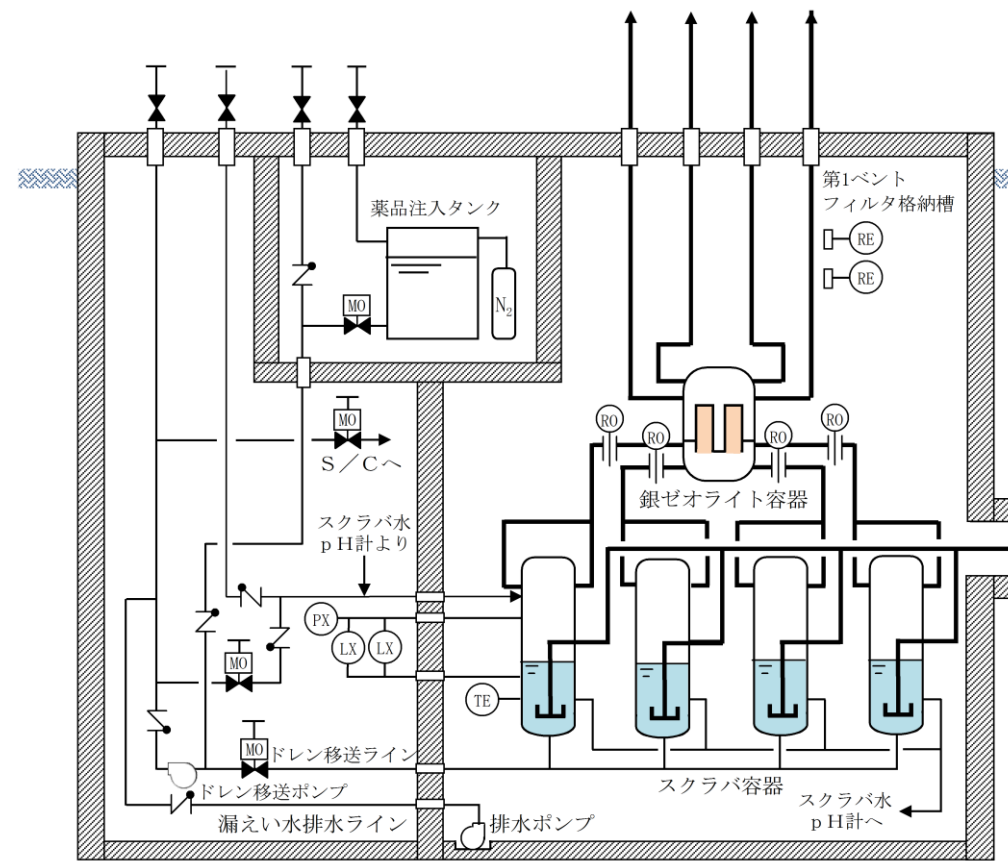 第1ベント
フィルタ格納槽
RE
RE
薬品注入タンク
MO
N₂
MO
S/Cへ
RO
RO
RO
RO
銀ゼオライト容器
スクラバ水
pH計より
PX
LX
LX
MO
TE
MO
ドレン移送ライン
ドレン移送ポンプ
スクラバ容器
スクラバ水
pH計へ
漏えい水排水ライン
排水ポンプ